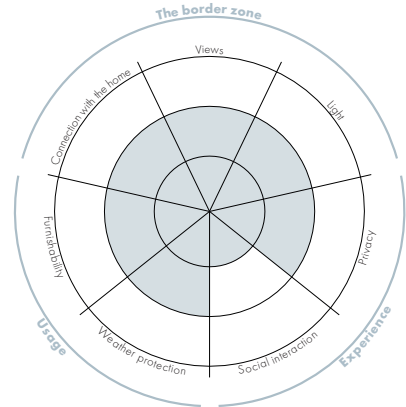 The border zone
Views
Connection with the home
Light
Furnishability
Privacy
Weather protection
Social interaction
Usage
Experience